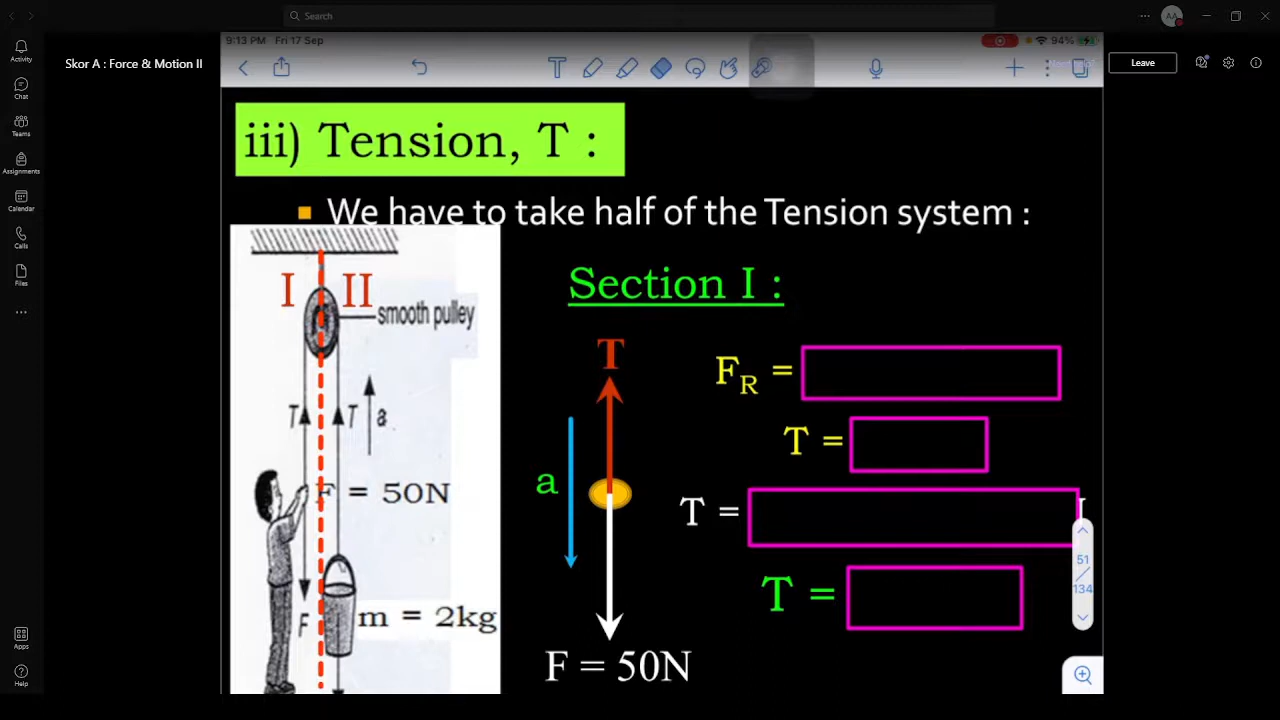 Search
AA
9:13 PM Fri 17 Sep
94%
Activity
Skor A : Force & Motion II
Leave
Chat
Teams
Assignments
Calendar
Calls
Files
Apps
Help
iii) Tension, T :
We have to take half of the Tension system :
I II
smooth pulley
T T a
F = 50N
F
m = 2kg
Section I :
T
a
F = 50N
F_R =
T =
T =
T =
51
134